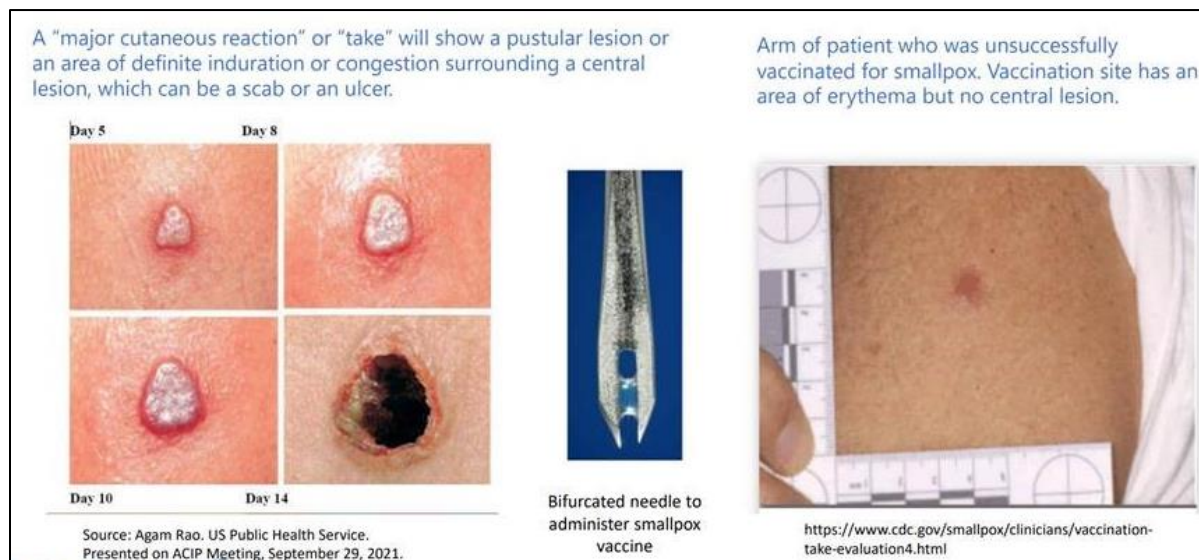 A “major cutaneous reaction” or “take” will show a pustular lesion or
an area of definite induration or congestion surrounding a central
lesion, which can be a scab or an ulcer.
Day 5 Day 8
Day 10 Day 14
Source: Agam Rao. US Public Health Service.
Presented on ACIP Meeting, September 29, 2021.
Bifurcated needle to
administer smallpox
vaccine
Arm of patient who was unsuccessfully
vaccinated for smallpox. Vaccination site has an
area of erythema but no central lesion.
https://www.cdc.gov/smallpox/clinicians/vaccination-
take-evaluation4.html